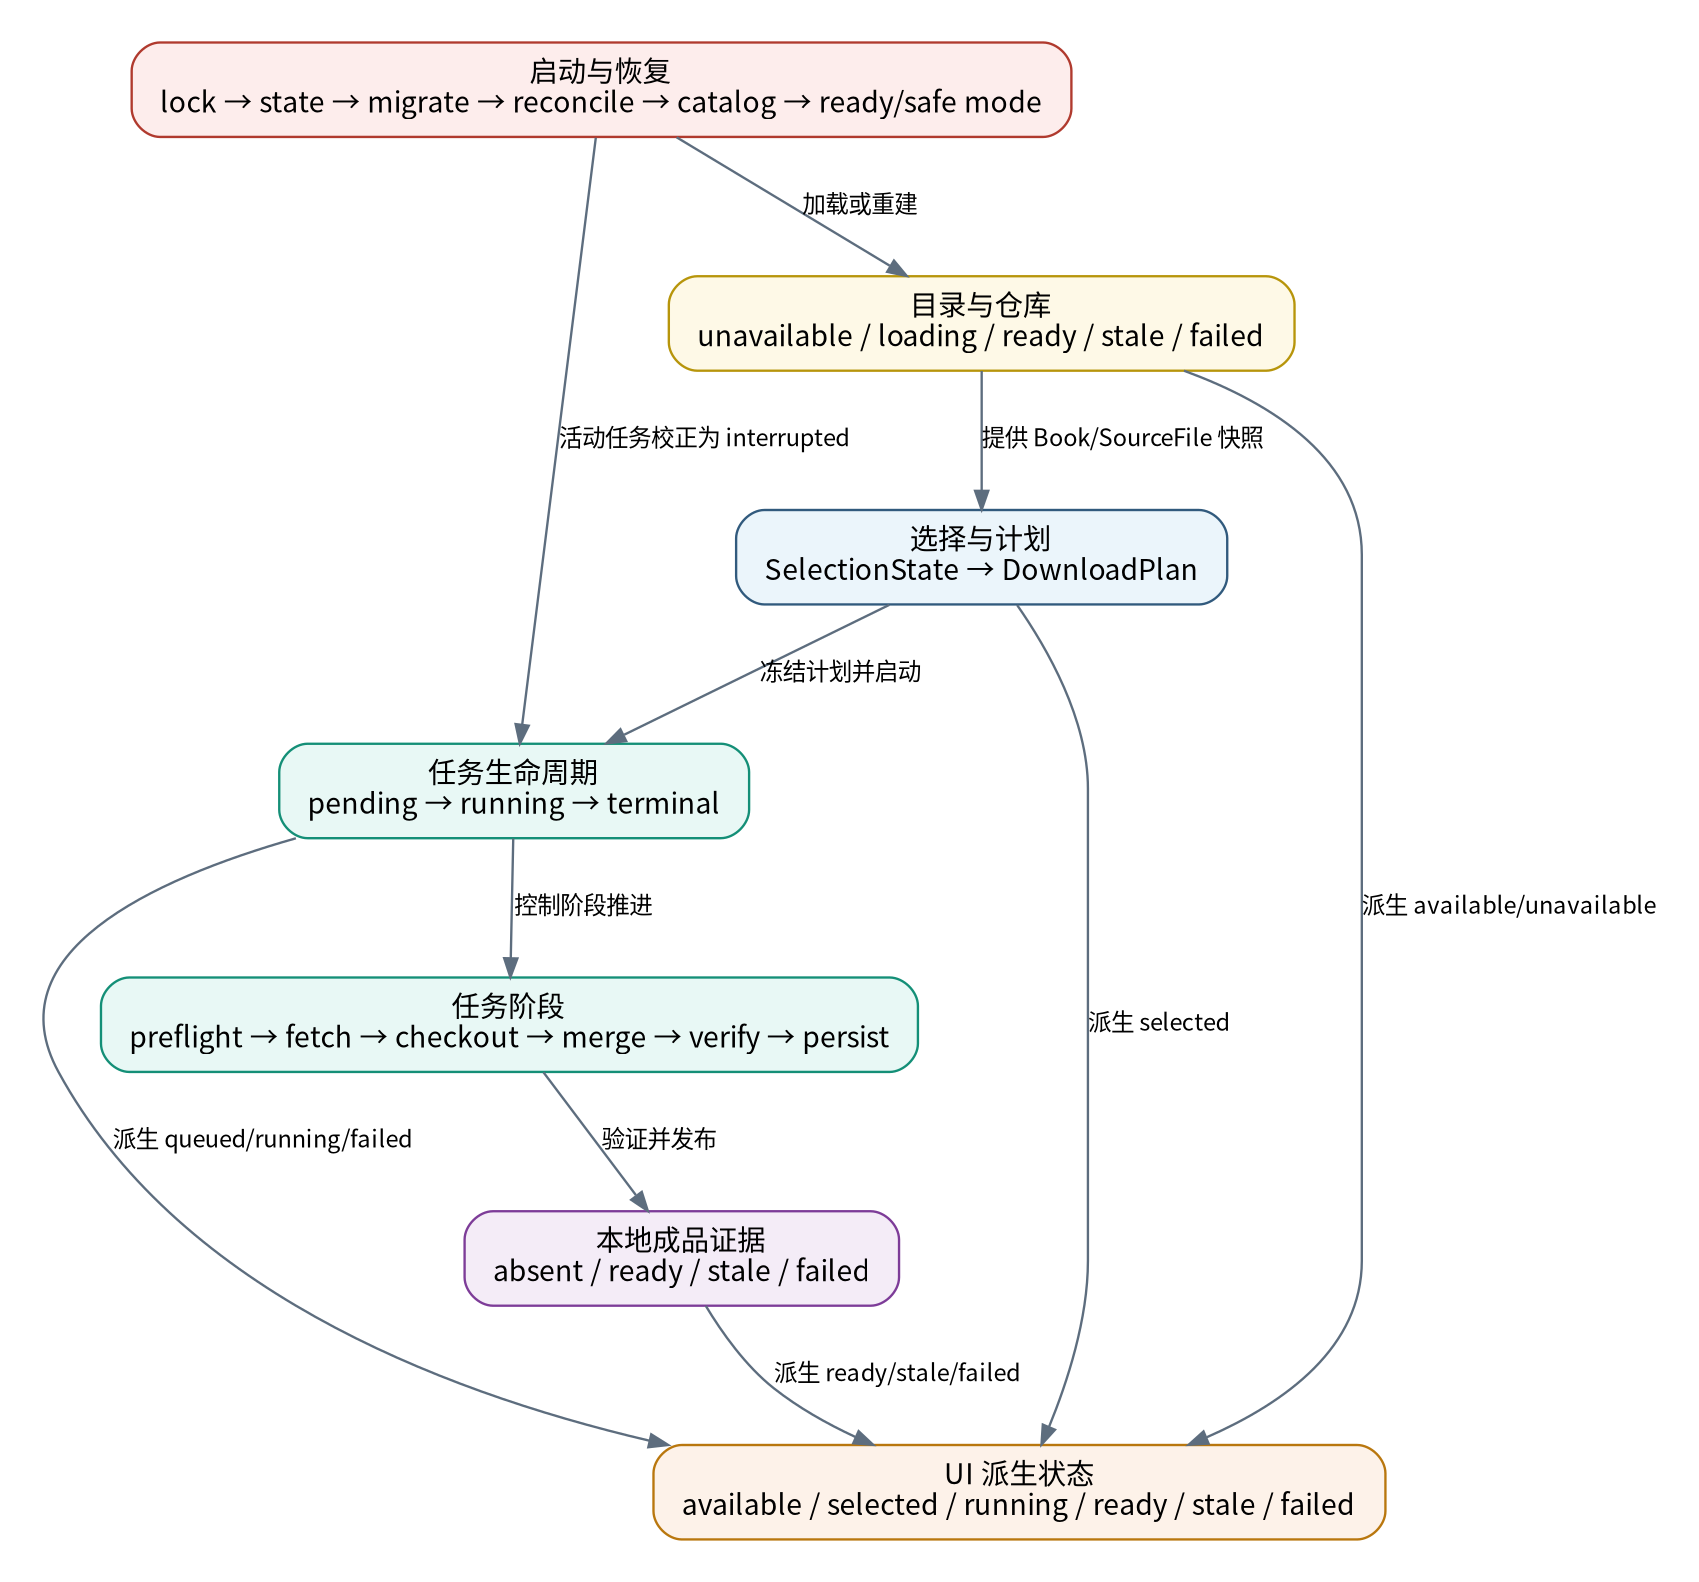 启动与恢复
lock → state → migrate → reconcile → catalog → ready/safe mode
加载或重建
目录与仓库
unavailable / loading / ready / stale / failed
活动任务校正为 interrupted
提供 Book/SourceFile 快照
选择与计划
SelectionState → DownloadPlan
冻结计划并启动
任务生命周期
pending → running → terminal
控制阶段推进
派生 available/unavailable
任务阶段
preflight → fetch → checkout → merge → verify → persist
派生 selected
派生 queued/running/failed
验证并发布
本地成品证据
absent / ready / stale / failed
派生 ready/stale/failed
UI 派生状态
available / selected / running / ready / stale / failed